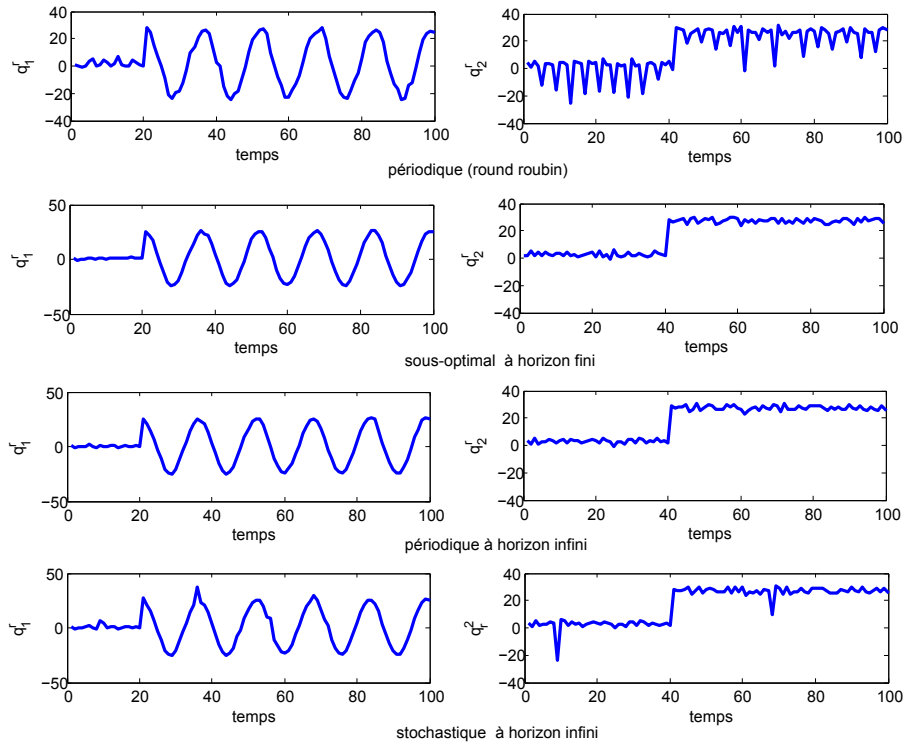 40
20
0
−20
−40
0 20 40 60 80 100
q₁ʳ
temps
40
20
0
−20
−40
0 20 40 60 80 100
q₂ʳ
temps
périodique (round roubin)
50
0
−50
0 20 40 60 80 100
q₁ʳ
temps
40
20
0
−20
−40
0 20 40 60 80 100
q₂ʳ
temps
sous-optimal à horizon fini
50
0
−50
0 20 40 60 80 100
q₁ʳ
temps
40
20
0
−20
−40
0 20 40 60 80 100
q₂ʳ
temps
périodique à horizon infini
50
0
−50
0 20 40 60 80 100
q₁ʳ
temps
40
20
0
−20
−40
0 20 40 60 80 100
qᵣ²
temps
stochastique à horizon infini